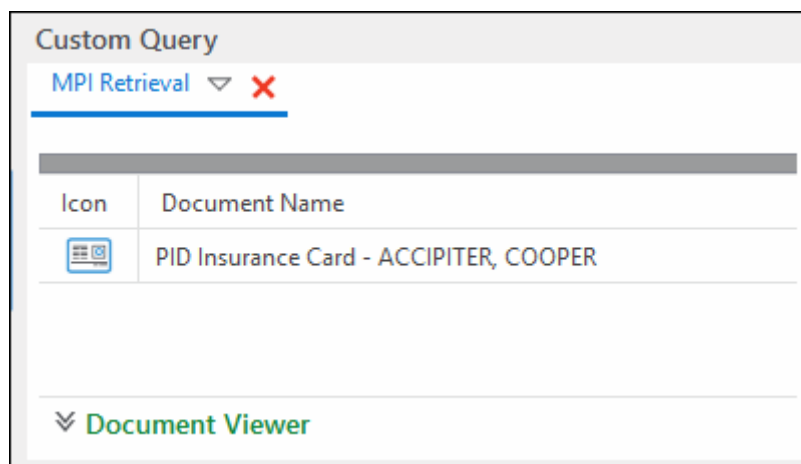 Custom Query
MPI Retrieval
Icon Document Name
PID Insurance Card - ACCIPITER, COOPER
Document Viewer